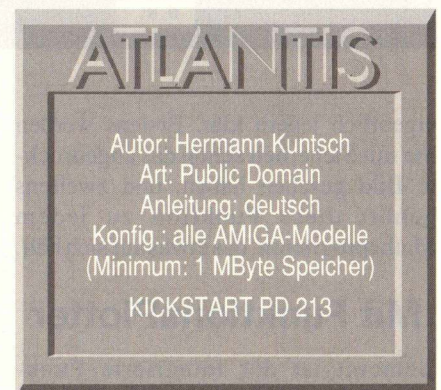 ATLANTIS
Autor: Hermann Kuntsch
Art: Public Domain
Anleitung: deutsch
Konfig.: alle AMIGA-Modelle
(Minimum: 1 MByte Speicher)
KICKSTART PD 213